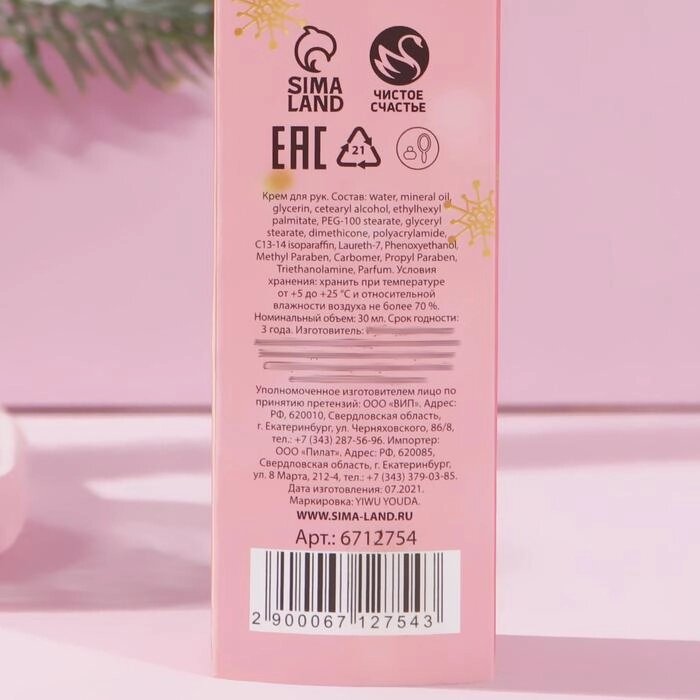 SIMA
LAND
ЧИСТОЕ
СЧАСТЬЕ
EAC
21
Крем для рук. Состав: water, mineral oil,
glycerin, cetearyl alcohol, ethylhexyl
palmitate, PEG-100 stearate, glyceryl
stearate, dimethicone, polyacrylamide,
C13-14 isoparaffin, Laureth-7, Phenoxyethanol,
Methyl Paraben, Carbomer, Propyl Paraben,
Triethanolamine, Parfum. Условия
хранения: хранить при температуре
от +5 до +25 °С и относительной
влажности воздуха не более 70 %.
Номинальный объем: 30 мл. Срок годности:
3 года. Изготовитель:
Уполномоченное изготовителем лицо по
принятию претензий: ООО «ВИП». Адрес:
РФ, 620010, Свердловская область,
г. Екатеринбург, ул. Черняховского, 86/8,
тел.: +7 (343) 287-56-96. Импортер:
ООО «Пилат». Адрес: РФ, 620085,
Свердловская область, г. Екатеринбург,
ул. 8 Марта, 212-4, тел.: +7 (343) 379-03-85.
Дата изготовления: 07.2021.
Маркировка: YIWU YOUDA.
WWW.SIMA-LAND.RU
Арт.: 6712754
2 900067 127543